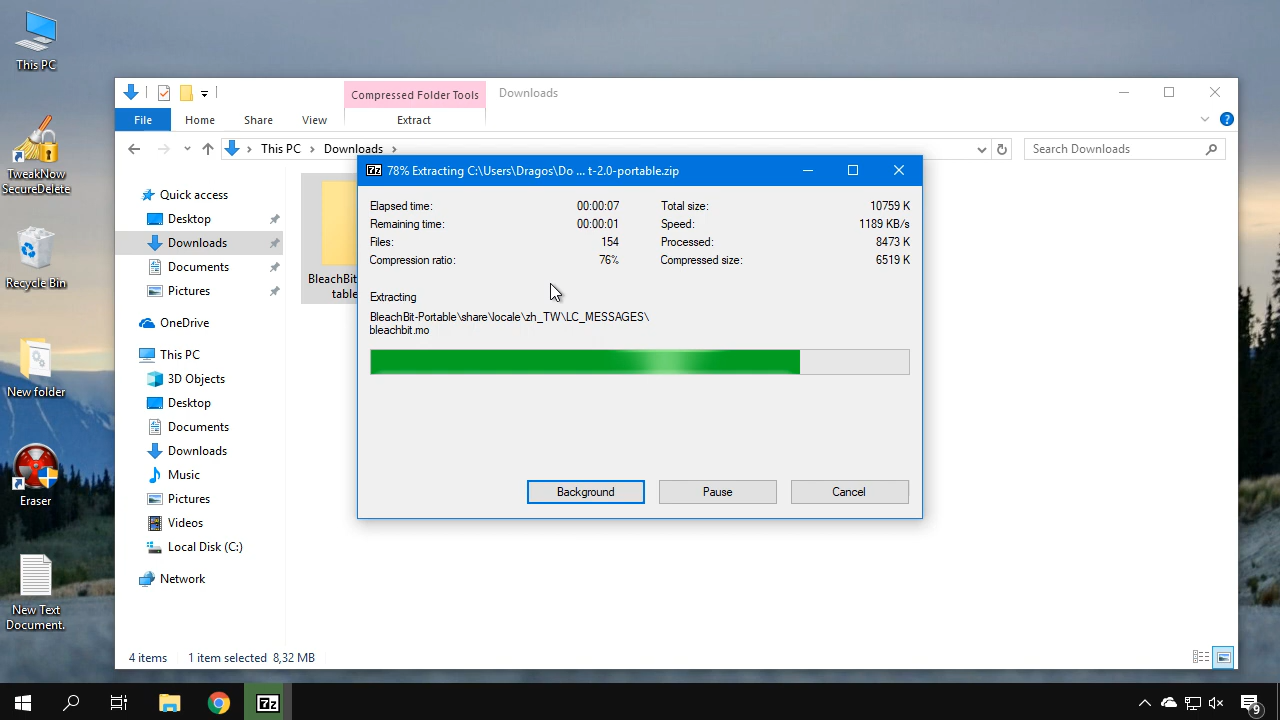 This PC
TweakNow
SecureDelete
Recycle Bin
New folder
Eraser
New Text
Document.
Compressed Folder Tools
Downloads
File
Home
Share
View
Extract
This PC
Downloads
Search Downloads
Quick access
Desktop
Downloads
Documents
Pictures
OneDrive
This PC
3D Objects
Desktop
Documents
Downloads
Music
Pictures
Videos
Local Disk (C:)
Network
BleachBit
table
4 items 1 item selected 8,32 MB
7z 78% Extracting C:\Users\Dragos\Do ... t-2.0-portable.zip
Elapsed time: 00:00:07 Total size: 10759 K
Remaining time: 00:00:01 Speed: 1189 KB/s
Files: 154 Processed: 8473 K
Compression ratio: 76% Compressed size: 6519 K
Extracting
BleachBit-Portable\share\locale\zh_TW\LC_MESSAGES\
bleachbit.mo
Background
Pause
Cancel
7z
9